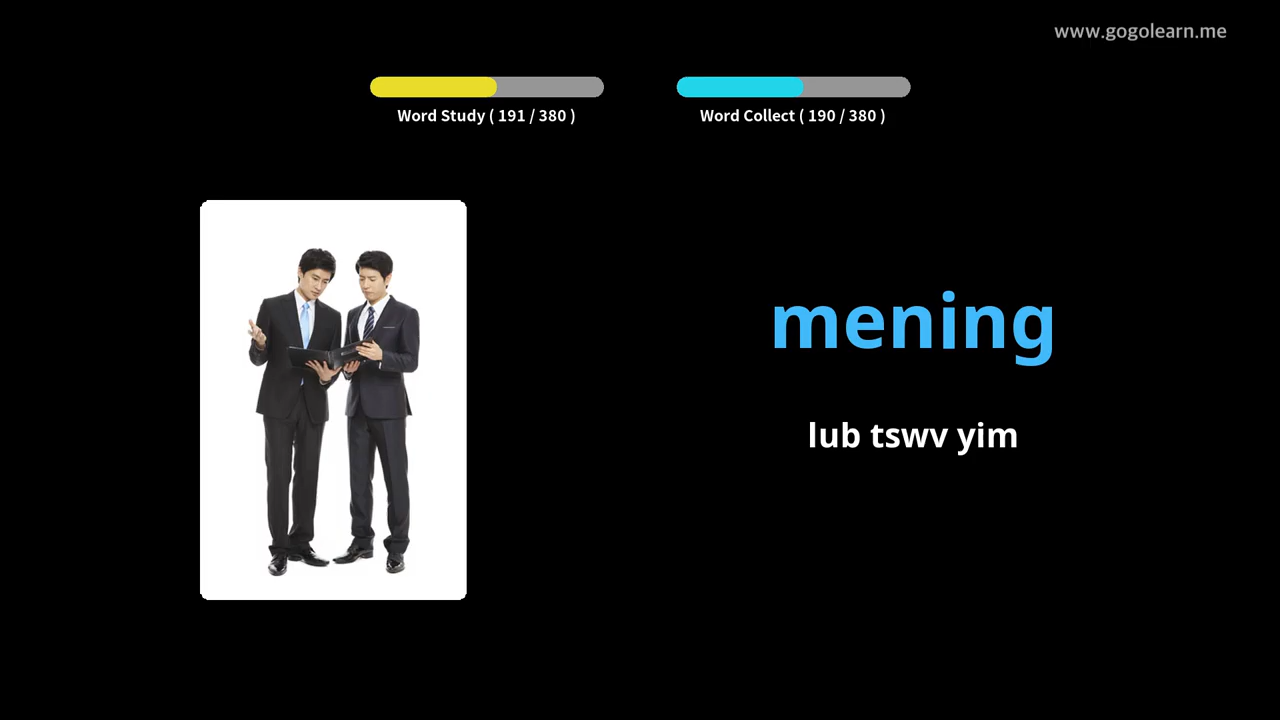 www.gogolearn.me
Word Study ( 191 / 380 )
Word Collect ( 190 / 380 )
mening
lub tswv yim